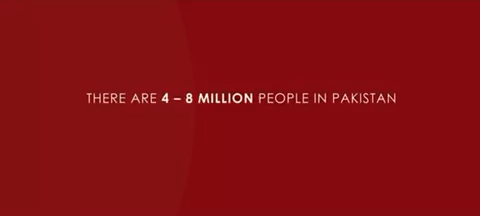 THERE ARE 4 – 8 MILLION PEOPLE IN PAKISTAN